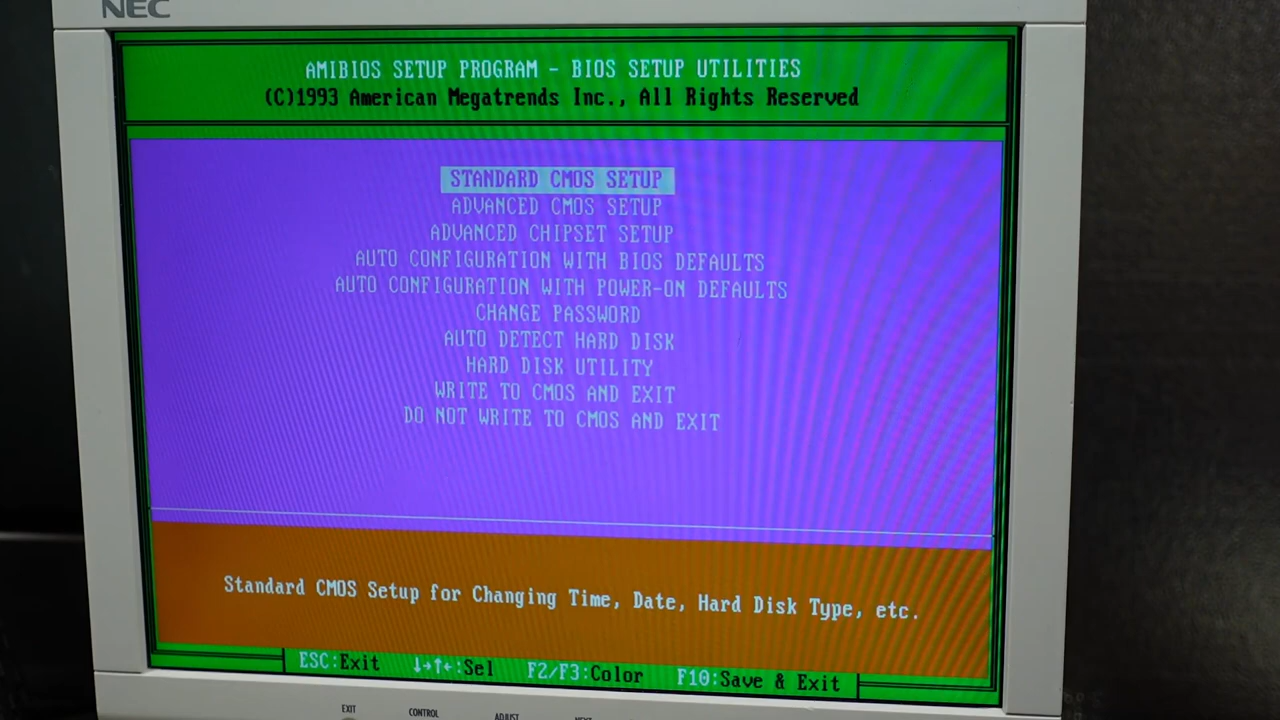 NEC
AMIBIOS SETUP PROGRAM - BIOS SETUP UTILITIES
(C)1993 American Megatrends Inc., All Rights Reserved
STANDARD CMOS SETUP
ADVANCED CMOS SETUP
ADVANCED CHIPSET SETUP
AUTO CONFIGURATION WITH BIOS DEFAULTS
AUTO CONFIGURATION WITH POWER-ON DEFAULTS
CHANGE PASSWORD
AUTO DETECT HARD DISK
HARD DISK UTILITY
WRITE TO CMOS AND EXIT
DO NOT WRITE TO CMOS AND EXIT
Standard CMOS Setup for Changing Time, Date, Hard Disk Type, etc.
ESC:Exit ↓→↑←:Sel F2/F3:Color F10:Save & Exit
EXIT CONTROL ADJUST